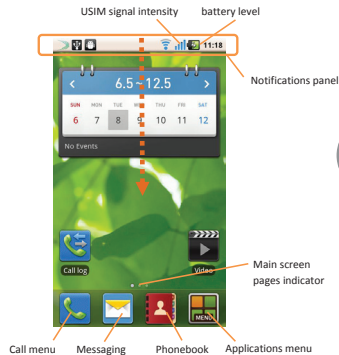 USIM signal intensity battery level
11:18
Notifications panel
6.5~12.5
SUN MON TUE WED THU FRI SAT
6 7 8 9 10 11 12
No Events
Call log Video
Main screen
pages indicator
MENU
Call menu Messaging Phonebook Applications menu